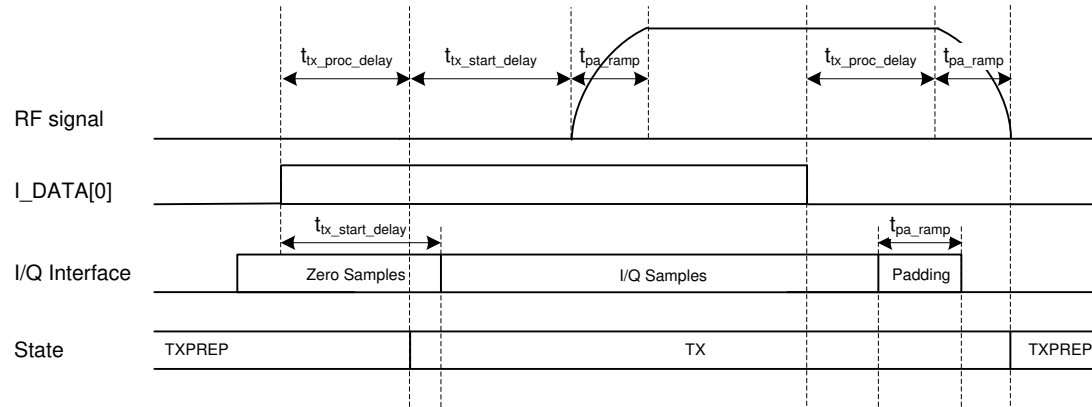 ttx_proc_delay ttx_start_delay tpa_ramp ttx_proc_delay tpa_ramp
RF signal
I_DATA[0]
ttx_start_delay tpa_ramp
I/Q Interface Zero Samples I/Q Samples Padding
State TXPREP TX TXPREP